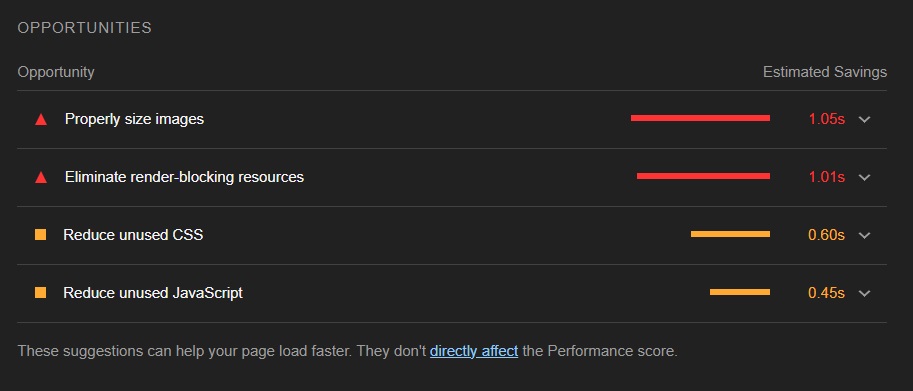 OPPORTUNITIES
Opportunity Estimated Savings
Properly size images 1.05s
Eliminate render-blocking resources 1.01s
Reduce unused CSS 0.60s
Reduce unused JavaScript 0.45s
These suggestions can help your page load faster. They don't directly affect the Performance score.